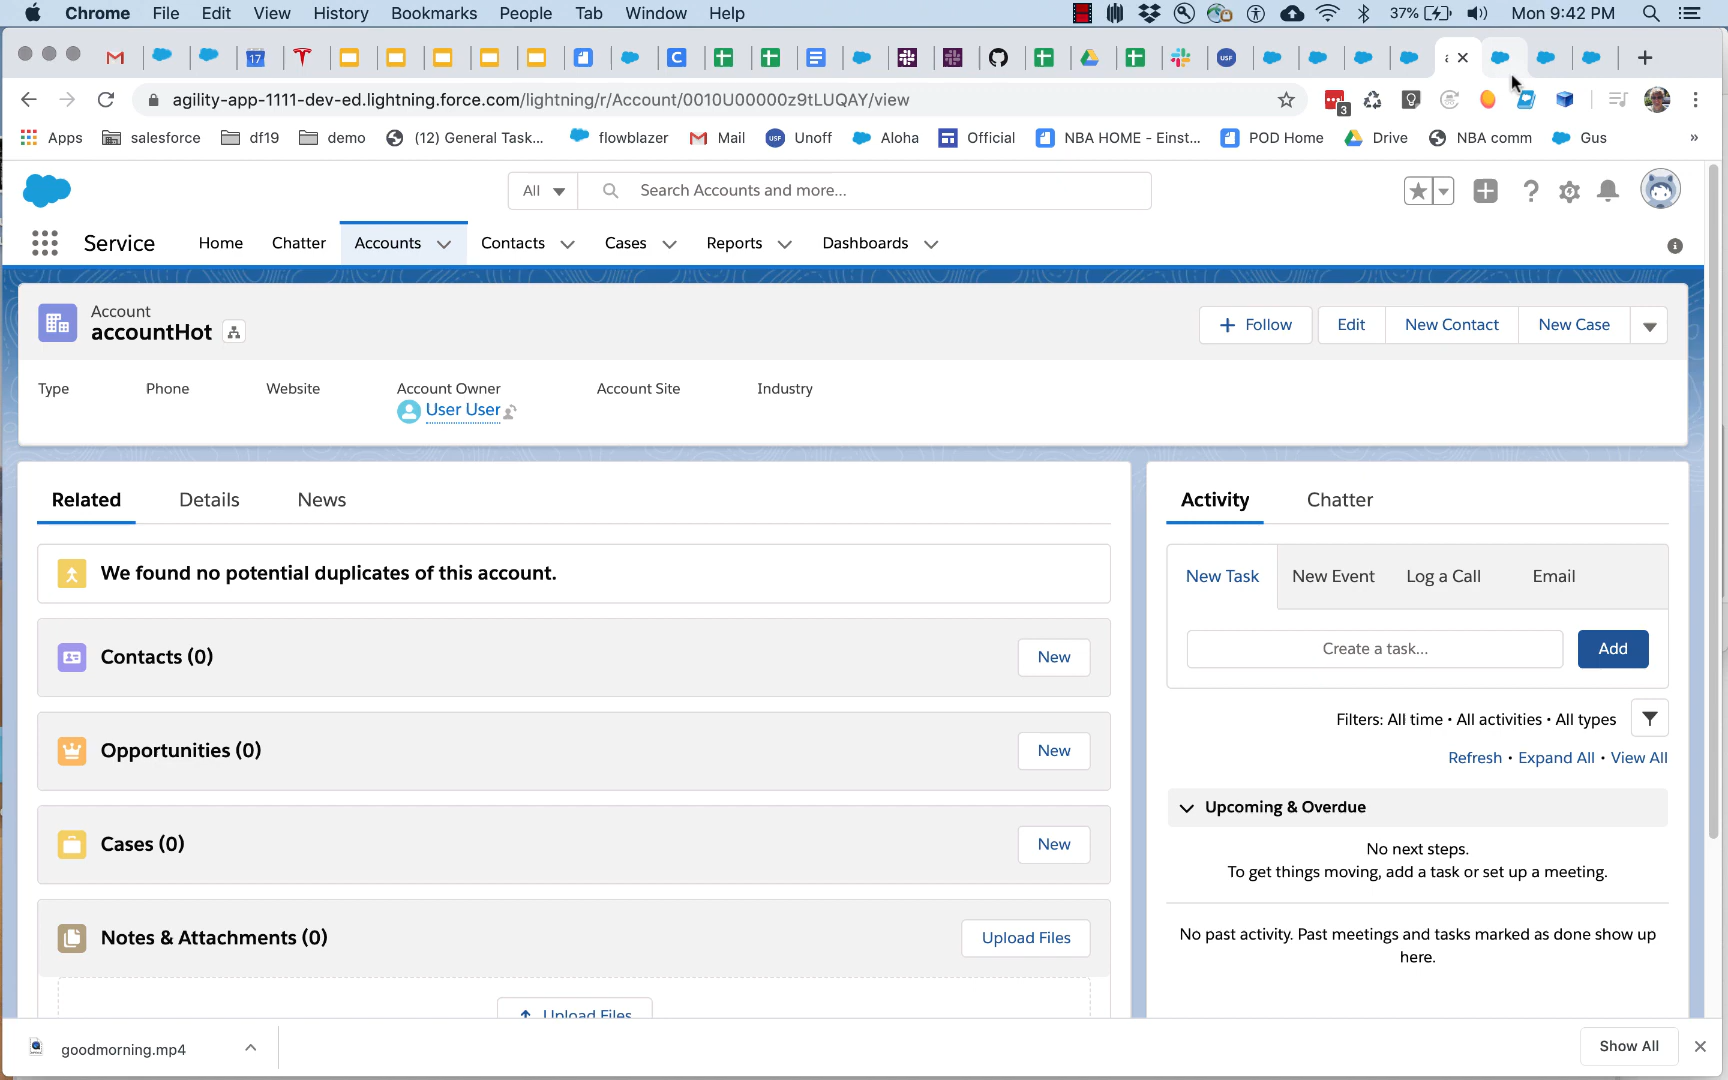 Chrome File Edit View History Bookmarks People Tab Window Help 37% Mon 9:42 PM
17 C USF USF
agility-app-1111-dev-ed.lightning.force.com/lightning/r/Account/0010U00000z9tLUQAY/view 3
Apps salesforce df19 demo (12) General Task... flowblazer Mail USF Unoff Aloha Official NBA HOME - Einst... POD Home Drive NBA comm Gus »
All Search Accounts and more...
Service Home Chatter Accounts Contacts Cases Reports Dashboards
Account
accountHot
Follow Edit New Contact New Case
Type Phone Website Account Owner Account Site Industry
User User
Related Details News
We found no potential duplicates of this account.
Contacts (0) New
Opportunities (0) New
Cases (0) New
Notes & Attachments (0) Upload Files
Upload Files
Activity Chatter
New Task New Event Log a Call Email
Create a task... Add
Filters: All time • All activities • All types
Refresh • Expand All • View All
Upcoming & Overdue
No next steps.
To get things moving, add a task or set up a meeting.
No past activity. Past meetings and tasks marked as done show up
here.
goodmorning.mp4 Show All